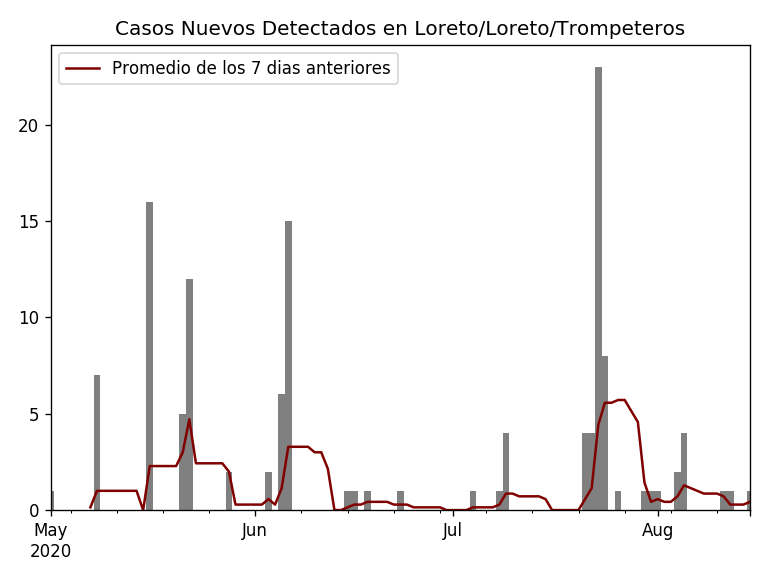 Casos Nuevos Detectados en Loreto/Loreto/Trompeteros
Promedio de los 7 dias anteriores
20
15
10
5
0
May Jun Jul Aug
2020